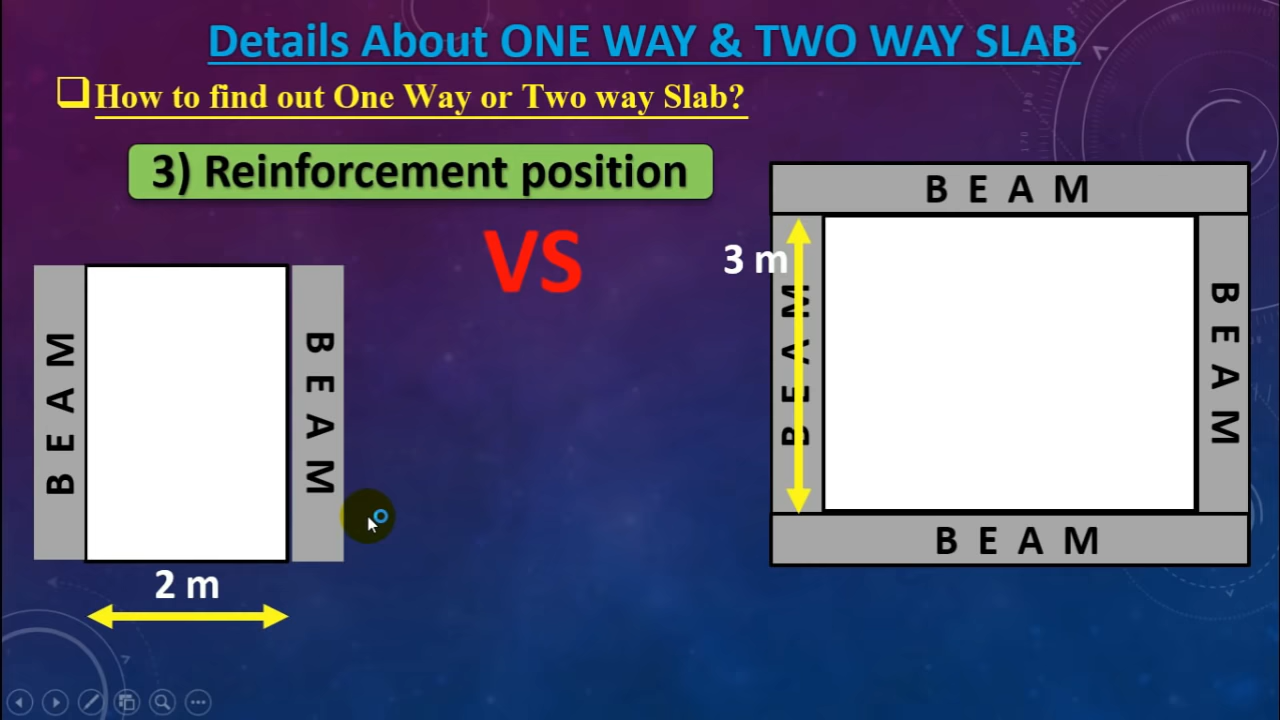 Details About ONE WAY & TWO WAY SLAB
How to find out One Way or Two way Slab?
3) Reinforcement position
VS
BEAM
BEAM
2 m
BEAM
3 m
BEAM
BEAM
BEAM